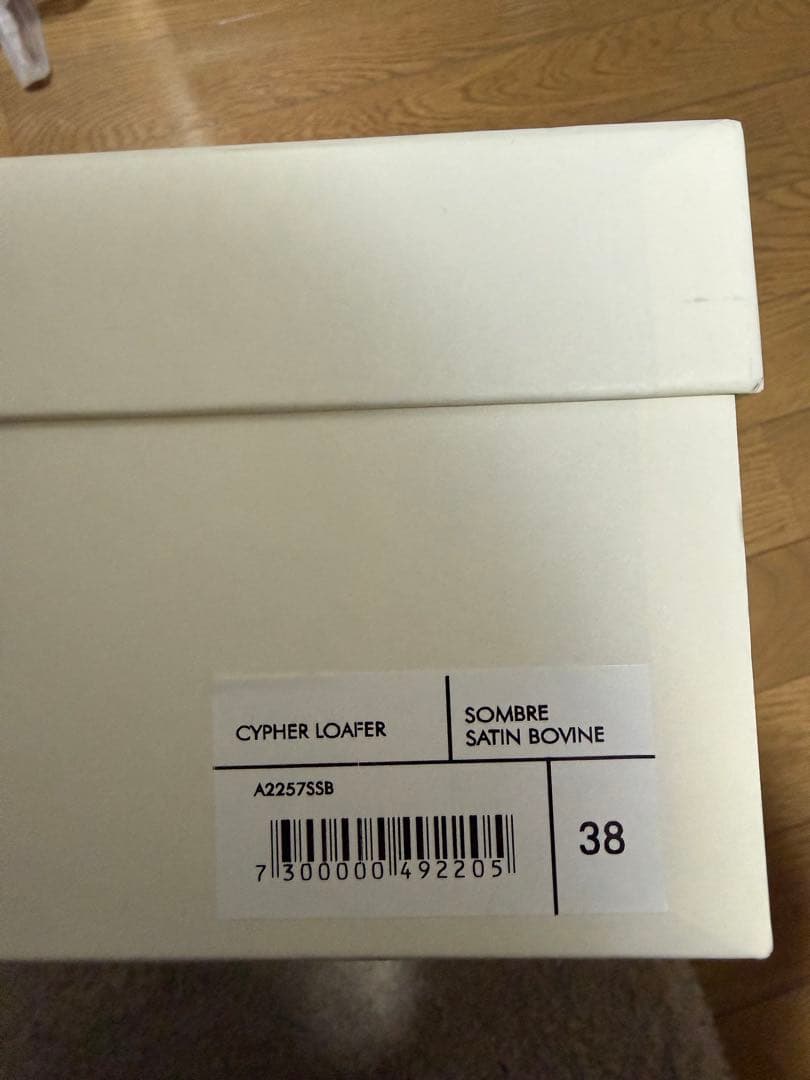 CYPHER LOAFER
SOMBRE
SATIN BOVINE
A2257SSB
38
7 300000 492205